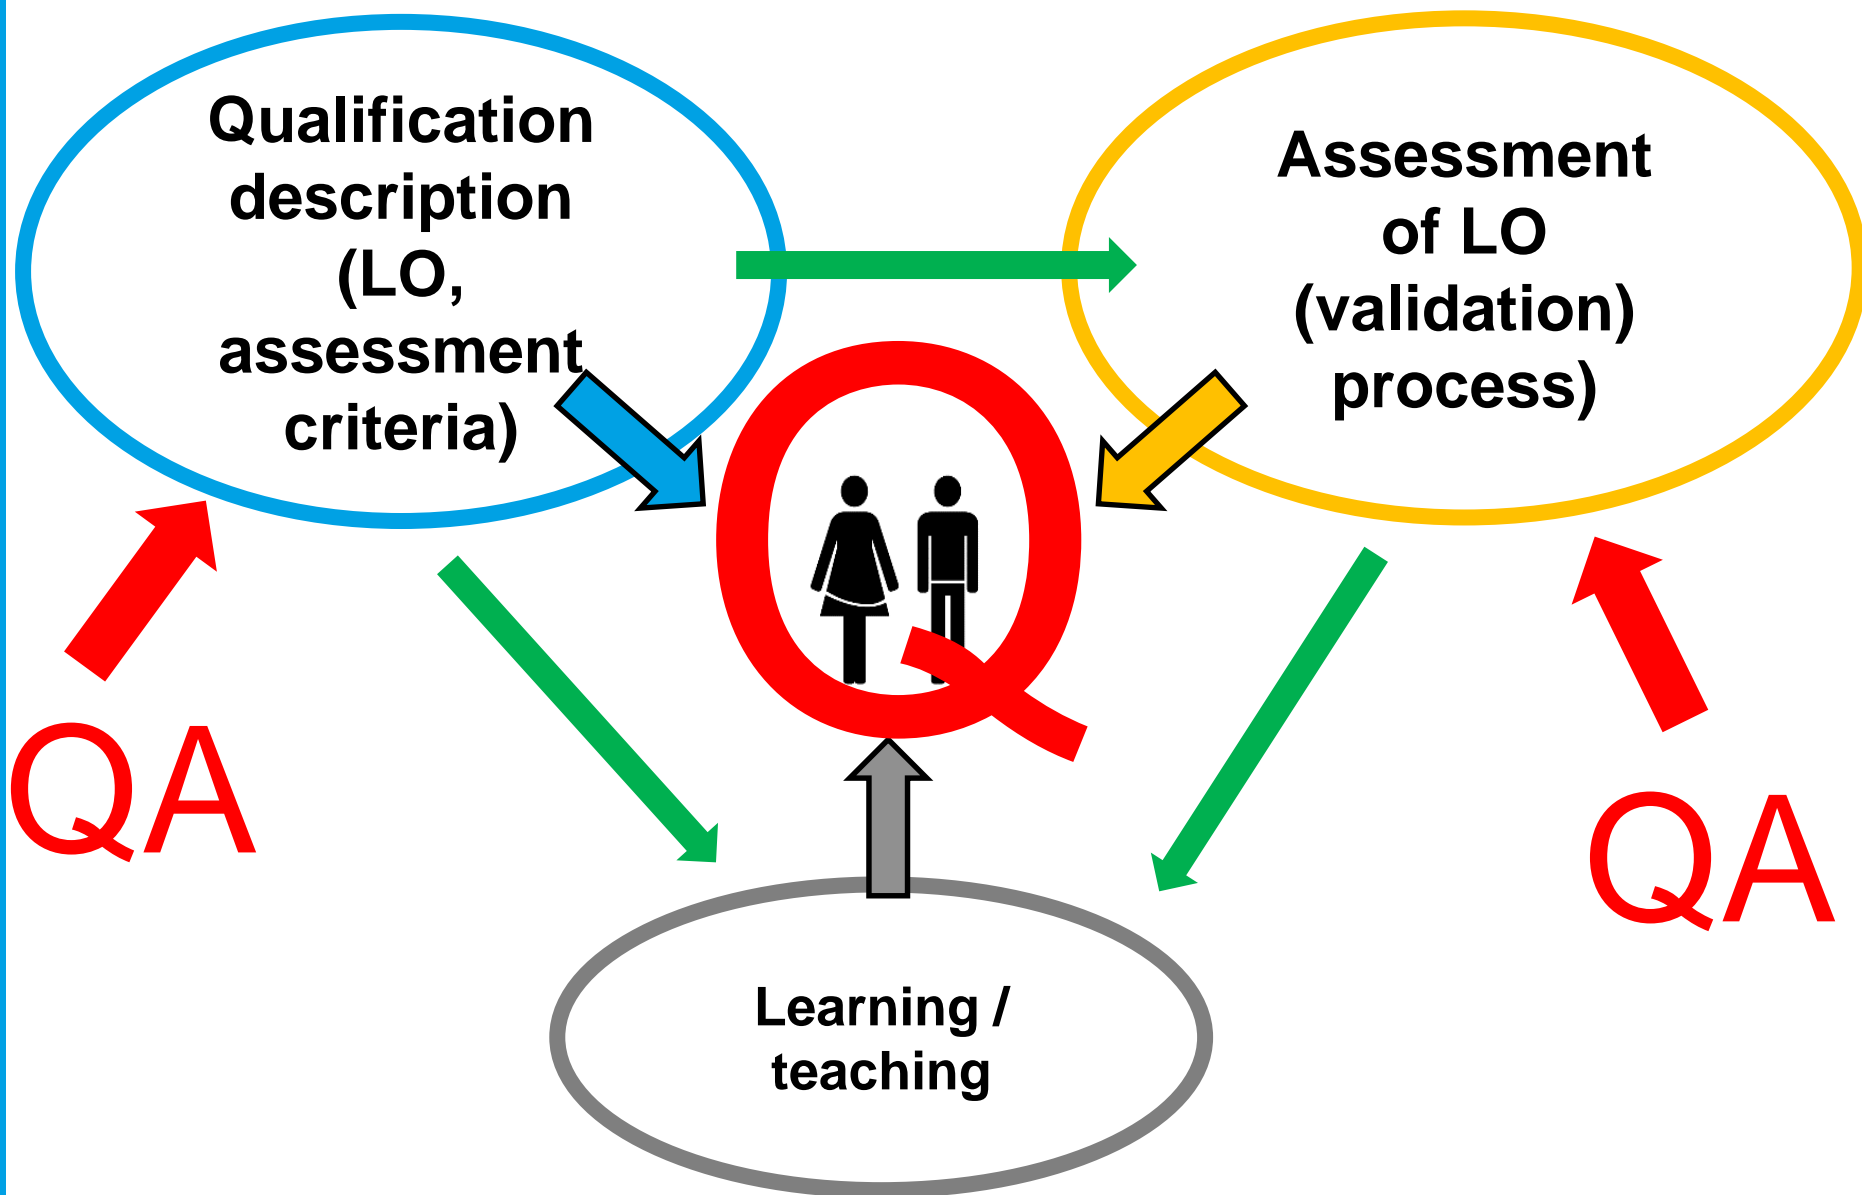 Qualification
description
(LO,
assessment
criteria)
Assessment
of LO
(validation)
process)
Q
QA
QA
Learning /
teaching